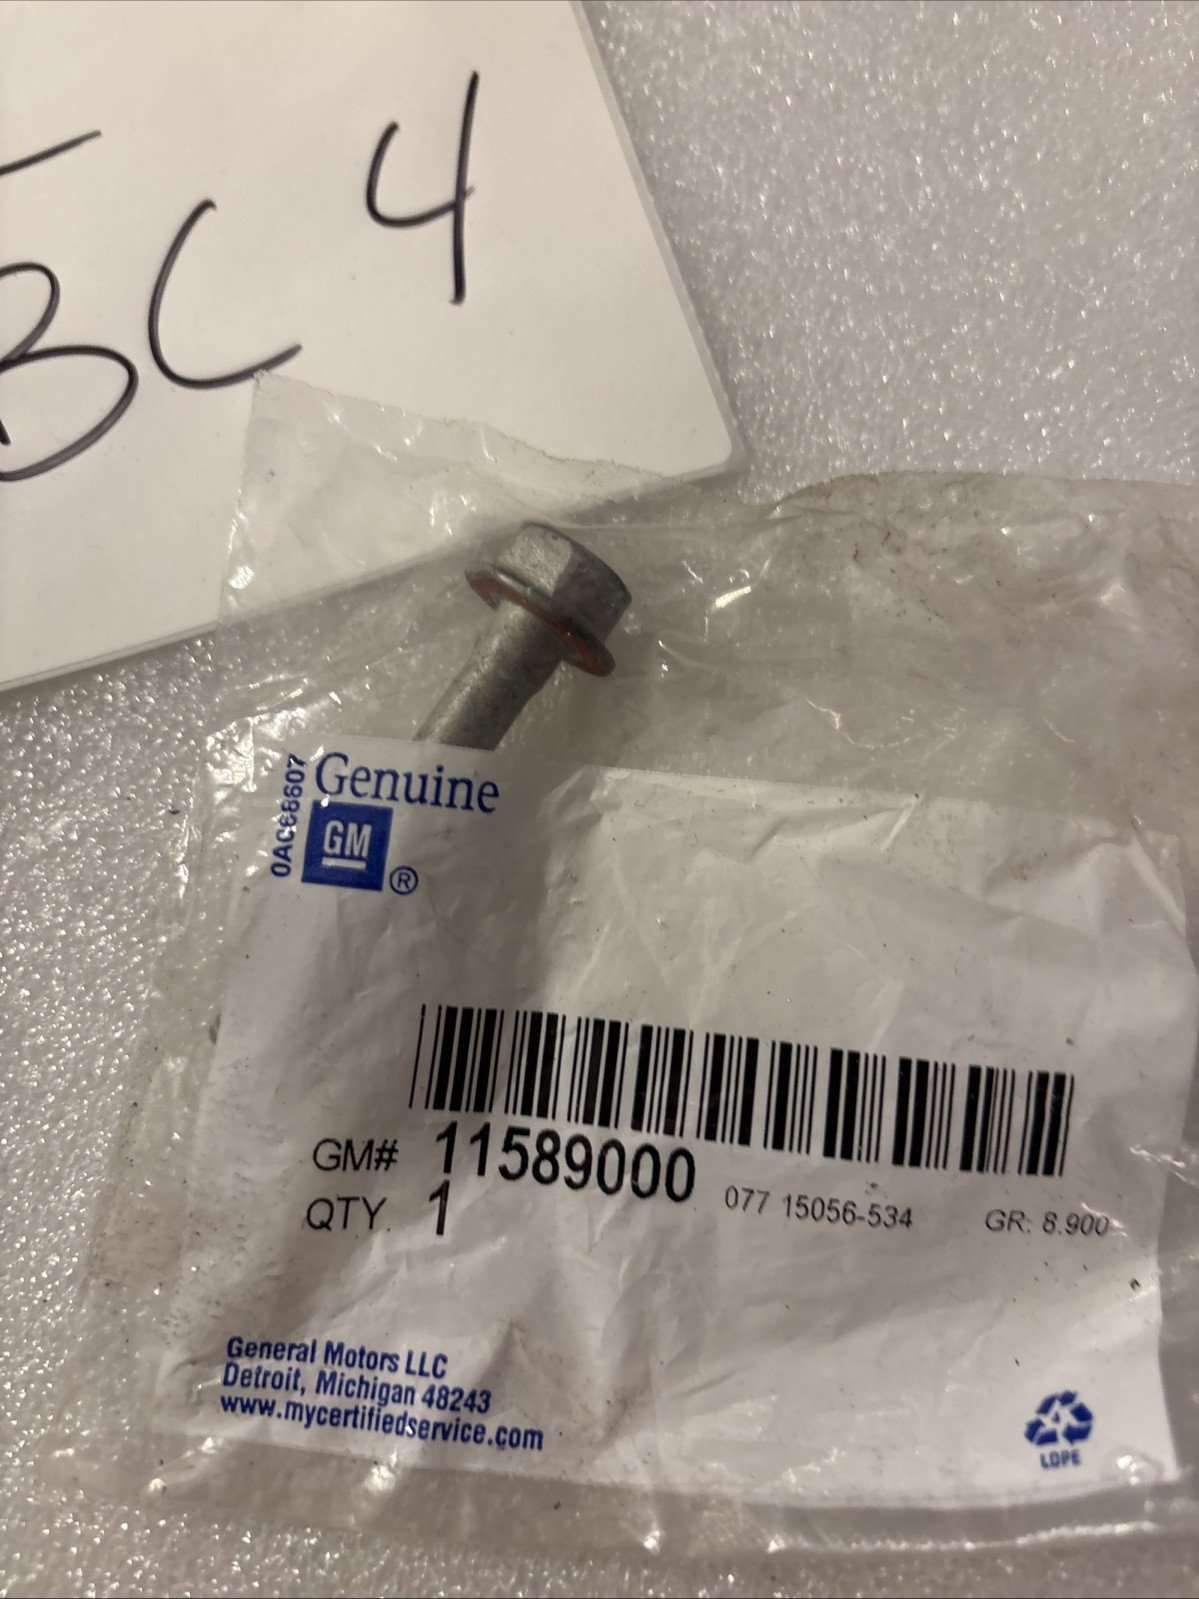 4
BC
Genuine
GM ®
0AC68607
GM# 11589000
QTY. 1
077 15056-534 GR: 8.900
General Motors LLC
Detroit, Michigan 48243
www.mycertifiedservice.com
4
LDPE